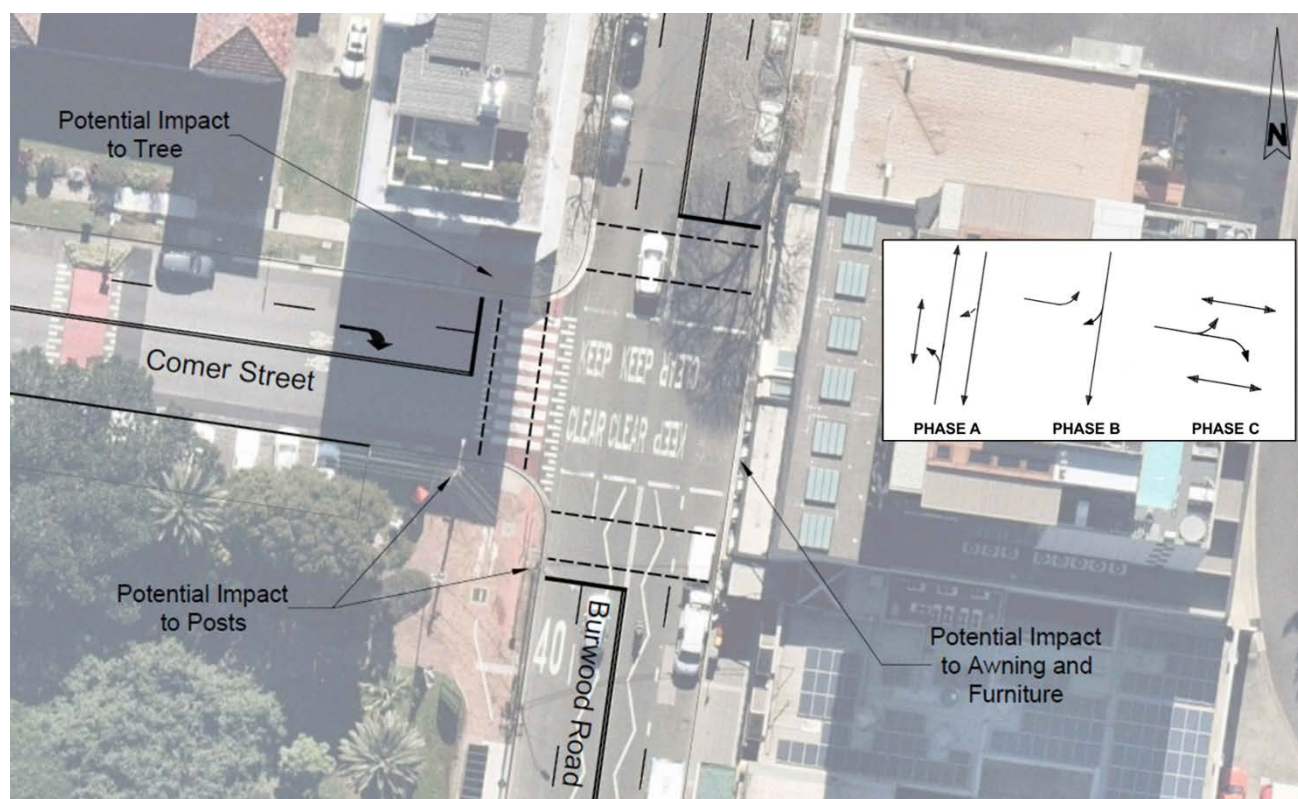 Potential Impact
to Tree
N
Comer Street
KEEP KEEP CLEAR
CLEAR CLEAR KEEP
PHASE A
PHASE B
PHASE C
Potential Impact
to Posts
40
Burwood Road
Potential Impact
to Awning and
Furniture